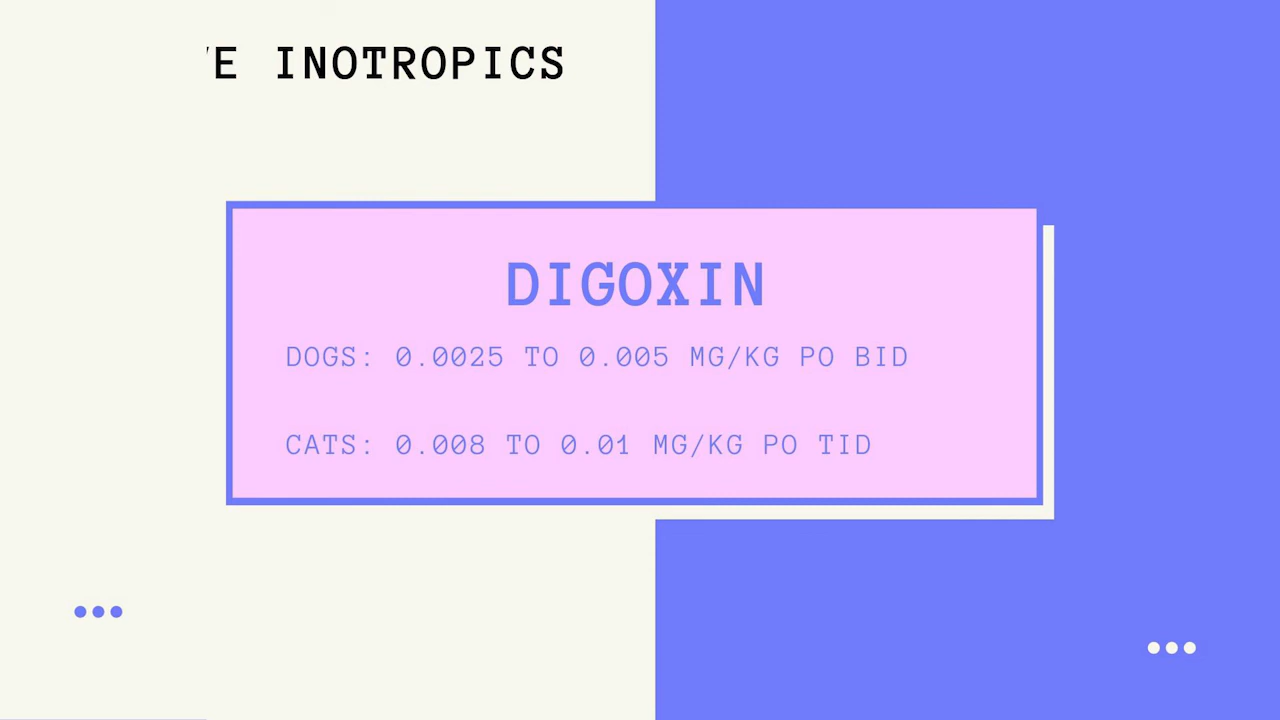 E INOTROPICS
DIGOXIN
DOGS: 0.0025 TO 0.005 MG/KG PO BID
CATS: 0.008 TO 0.01 MG/KG PO TID